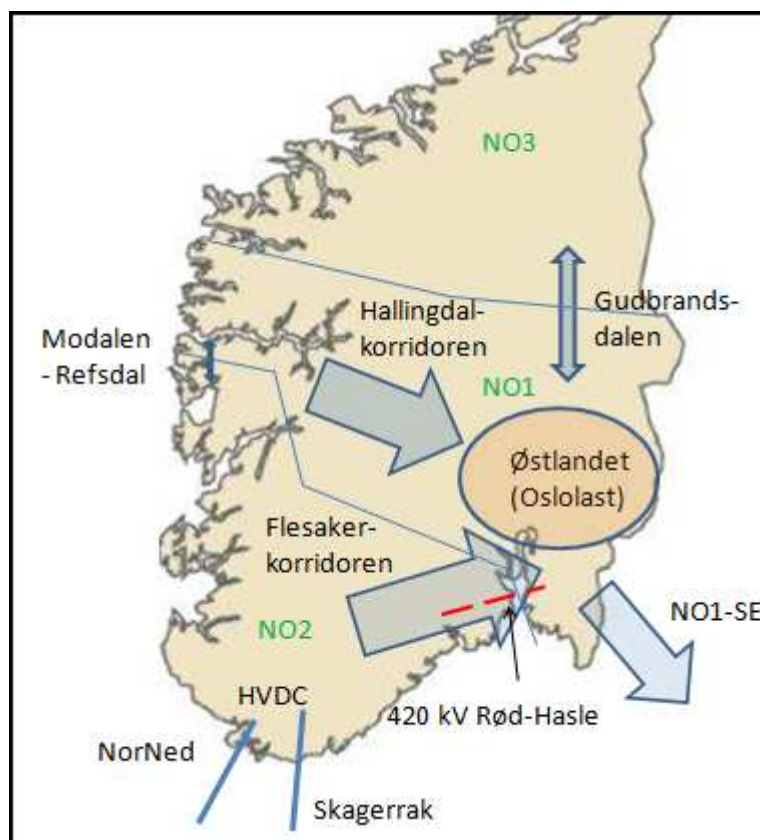 NO3
Gudbrands-
dalen
Hallingdal-
korridoren
Modalen
- Refsdal
NO1
Østlandet
(Oslolast)
Flesaker-
korridoren
NO2
NO1-SE
HVDC
420 kV Rød-Hasle
NorNed
Skagerrak